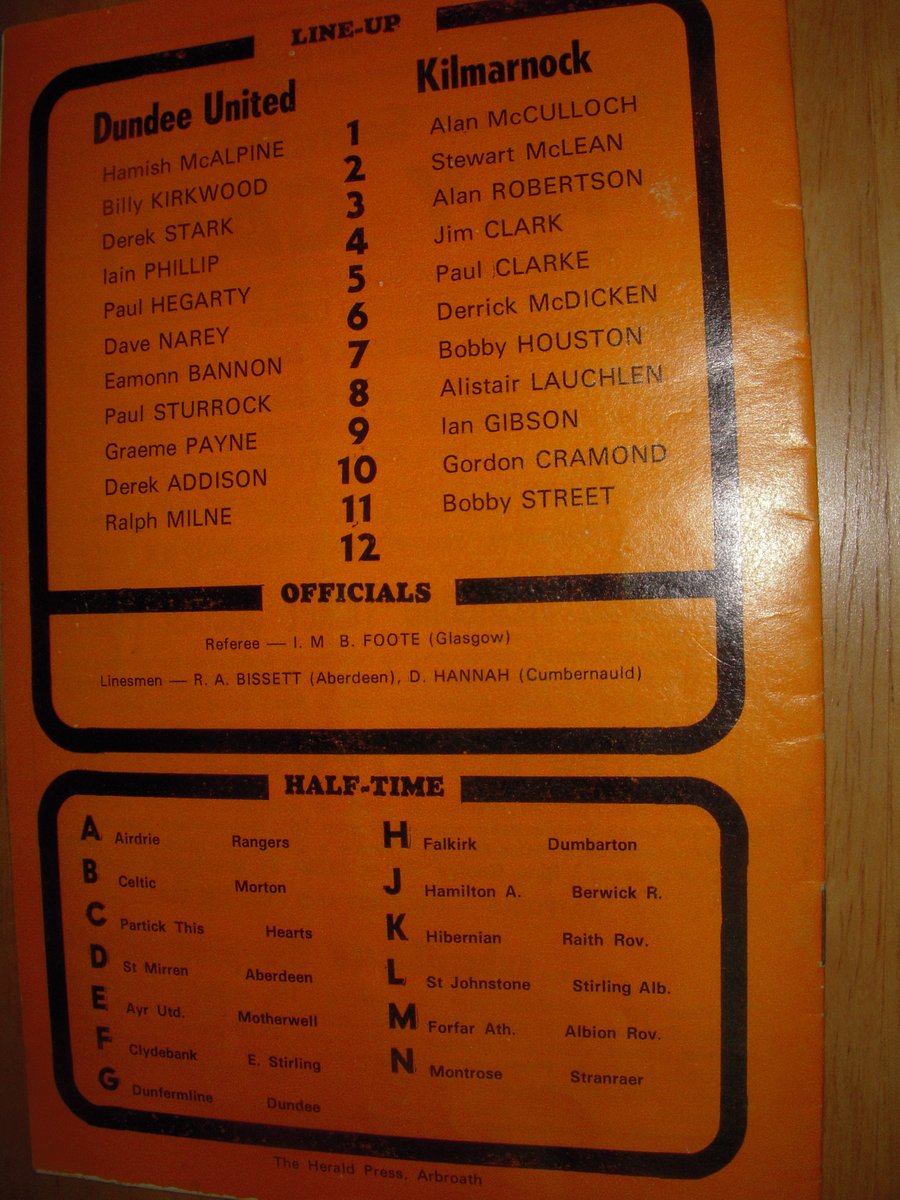 LINE-UP
Dundee United Kilmarnock
Hamish McALPINE 1 Alan McCULLOCH
Billy KIRKWOOD 2 Stewart McLEAN
Derek STARK 3 Alan ROBERTSON
Iain PHILLIP 4 Jim CLARK
Paul HEGARTY 5 Paul CLARKE
Dave NAREY 6 Derrick McDICKEN
Eamonn BANNON 7 Bobby HOUSTON
Paul STURROCK 8 Alistair LAUCHLEN
Graeme PAYNE 9 Ian GIBSON
Derek ADDISON 10 Gordon CRAMOND
Ralph MILNE 11 Bobby STREET
12
OFFICIALS
Referee — I. M B. FOOTE (Glasgow)
Linesmen — R. A. BISSETT (Aberdeen), D. HANNAH (Cumbernauld)
HALF-TIME
A Airdrie Rangers H Falkirk Dumbarton
B Celtic Morton J Hamilton A. Berwick R.
C Partick This Hearts K Hibernian Raith Rov.
D St Mirren Aberdeen L St Johnstone Stirling Alb.
E Ayr Utd. Motherwell M Forfar Ath. Albion Rov.
F Clydebank E. Stirling N Montrose Stranraer
G Dunfermline Dundee
The Herald Press, Arbroath